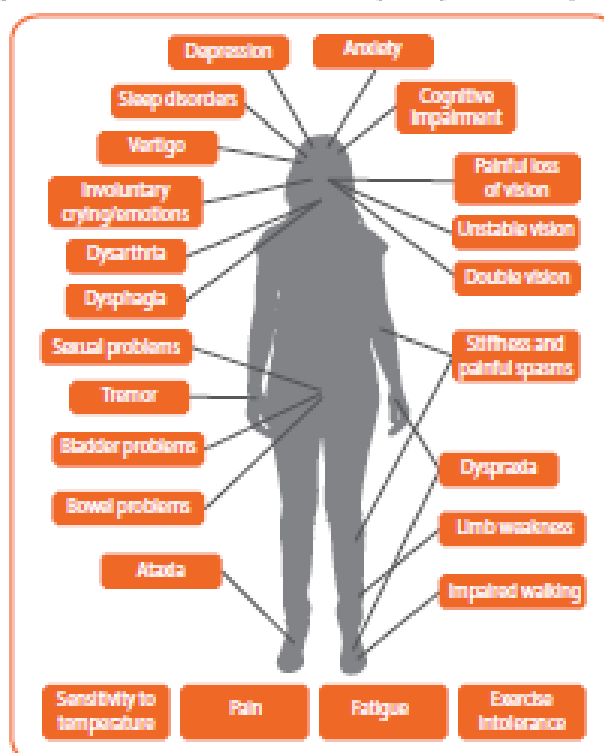 Depression
Anxiety
Sleep disorders
Cognitive
impairment
Vertigo
Painful loss
of vision
Involuntary
crying/emotions
Unstable vision
Dysarthria
Double vision
Dysphagia
Sexual problems
Stiffness and
painful spasms
Tremor
Bladder problems
Dyspraxia
Bowel problems
Limb weakness
Ataxia
Impaired walking
Sensitivity to
temperature
Pain
Fatigue
Exercise
intolerance